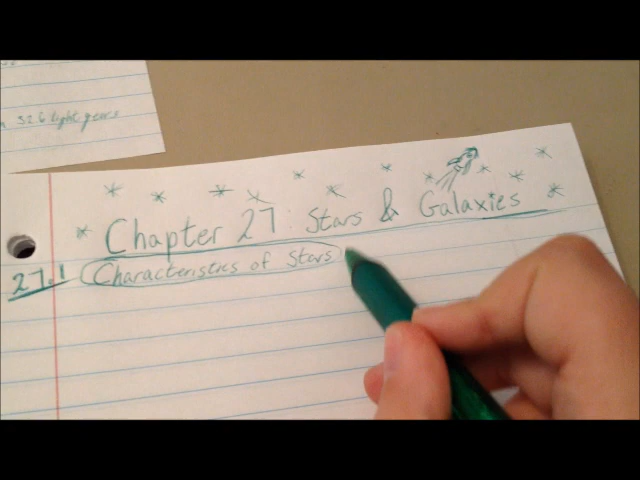 32.6 light years
Chapter 27 Stars & Galaxies
27.1 Characteristics of Stars